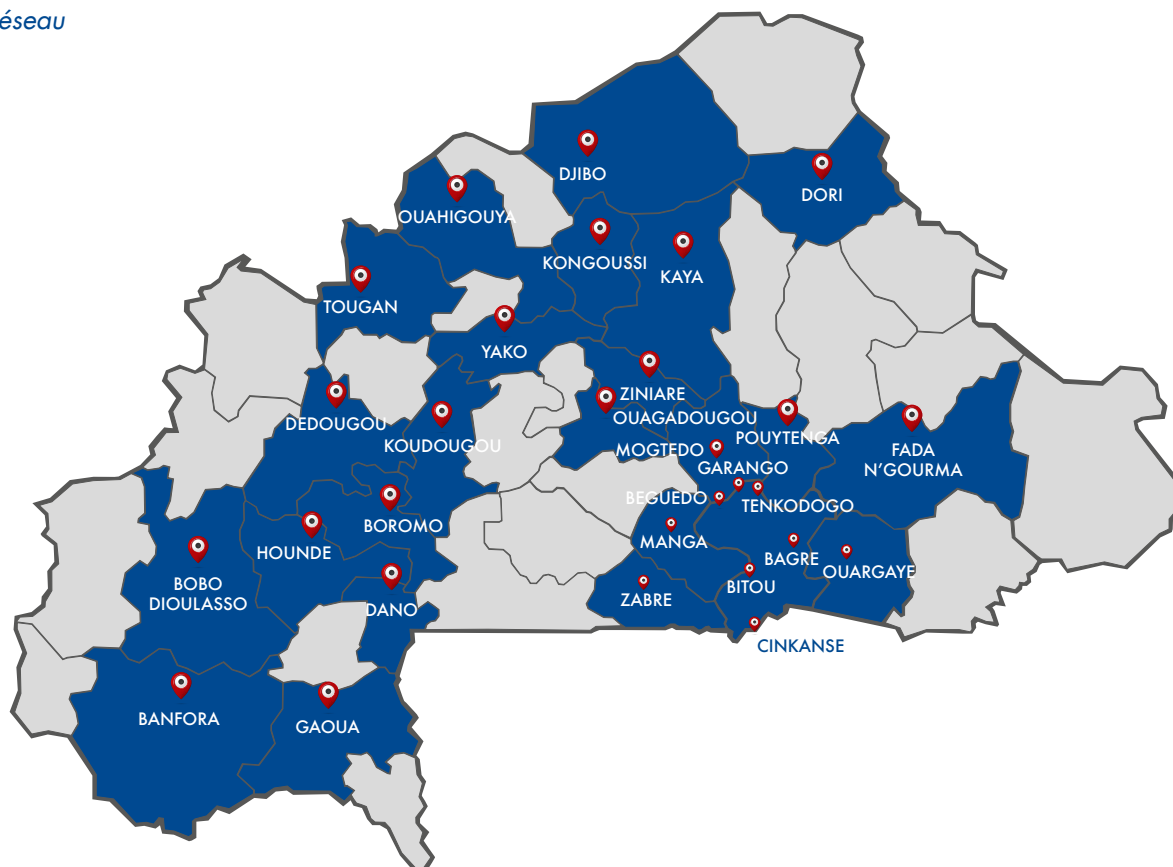 éseau
DJIBO
DORI
OUAHIGOUYA
KONGOUSSI
KAYA
TOUGAN
YAKO
ZINIARE
DEDOUGOU
OUAGADOUGOU
KOUDOUGOU
POUYTENGA
MOGTEDO
FADA
N'GOURMA
GARANGO
BEGUEDO
TENKODOGO
BOROMO
HOUNDE
MANGA
BAGRE
OUARGAYE
BOBO
DIOULASSO
DANO
ZABRE
BITOU
CINKANSE
BANFORA
GAOUA